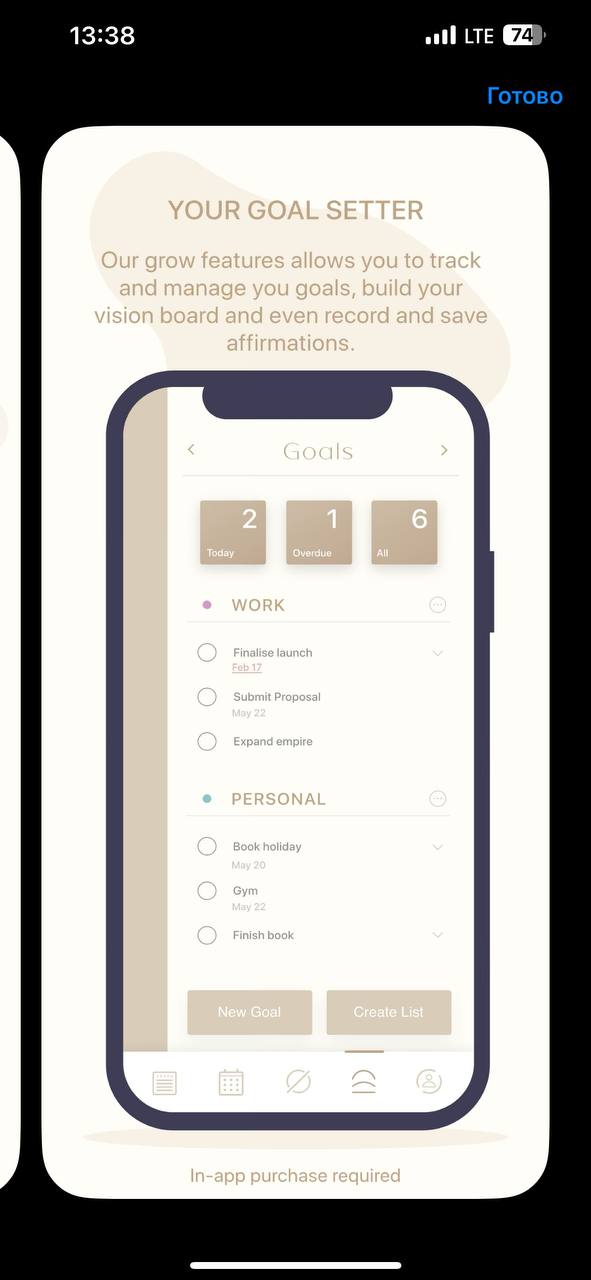 13:38
LTE
74
Готово
YOUR GOAL SETTER
Our grow features allows you to track
and manage you goals, build your
vision board and even record and save
affirmations.
Goals
2
Today
1
Overdue
6
All
WORK
Finalise launch
Feb 17
Submit Proposal
May 22
Expand empire
PERSONAL
Book holiday
May 20
Gym
May 22
Finish book
New Goal
Create List
In-app purchase required